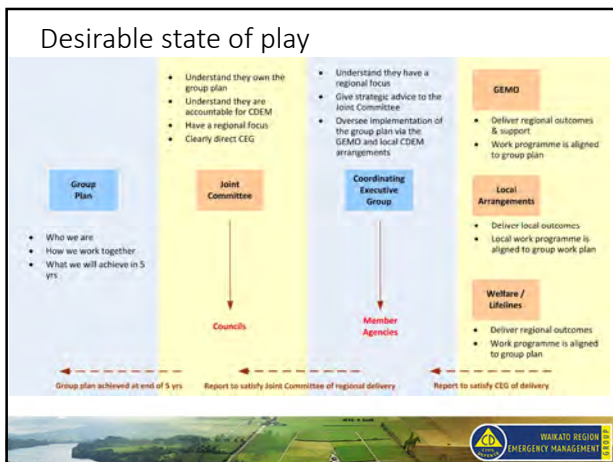 Desirable state of play
Group
Plan
• Who we are
• How we work together
• What we will achieve in 5
yrs
• Understand they own the
group plan
• Understand they are
accountable for CDEM
• Have a regional focus
• Clearly direct CEG
Joint
Committee
Councils
• Understand they have a
regional focus
• Give strategic advice to the
Joint Committee
• Oversee implementation of
the group plan via the
GEMO and local CDEM
arrangements
Coordinating
Executive
Group
Member
Agencies
GEMO
• Deliver regional outcomes
& support
• Work programme is aligned
to group plan
Local
Arrangements
• Deliver local outcomes
• Local work programme is
aligned to group work plan
Welfare /
Lifelines
• Deliver regional outcomes
• Work programme is aligned
to group plan
Group plan achieved at end of 5 yrs
Report to satisfy Joint Committee of regional delivery
Report to satisfy CEG of delivery
CIVIL
CD
DEFENCE
WAIKATO REGION
EMERGENCY MANAGEMENT
GROUP